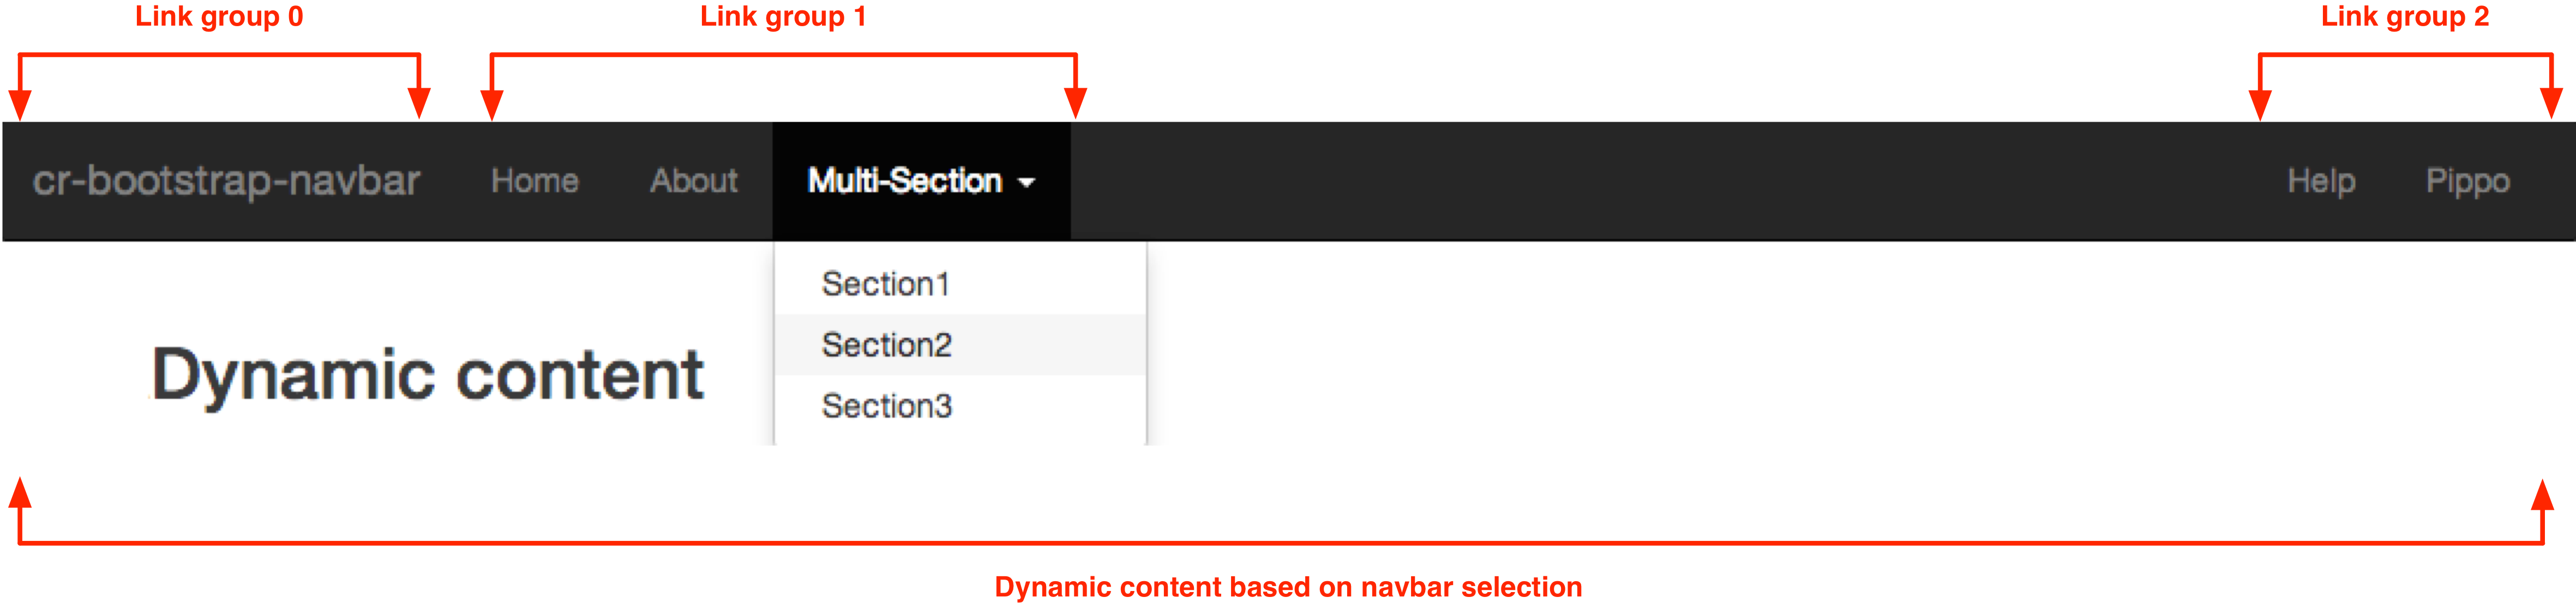 Link group 0 Link group 1 Link group 2
cr-bootstrap-navbar Home About Multi-Section Help Pippo
Section1
Section2
Dynamic content
Section3
Dynamic content based on navbar selection